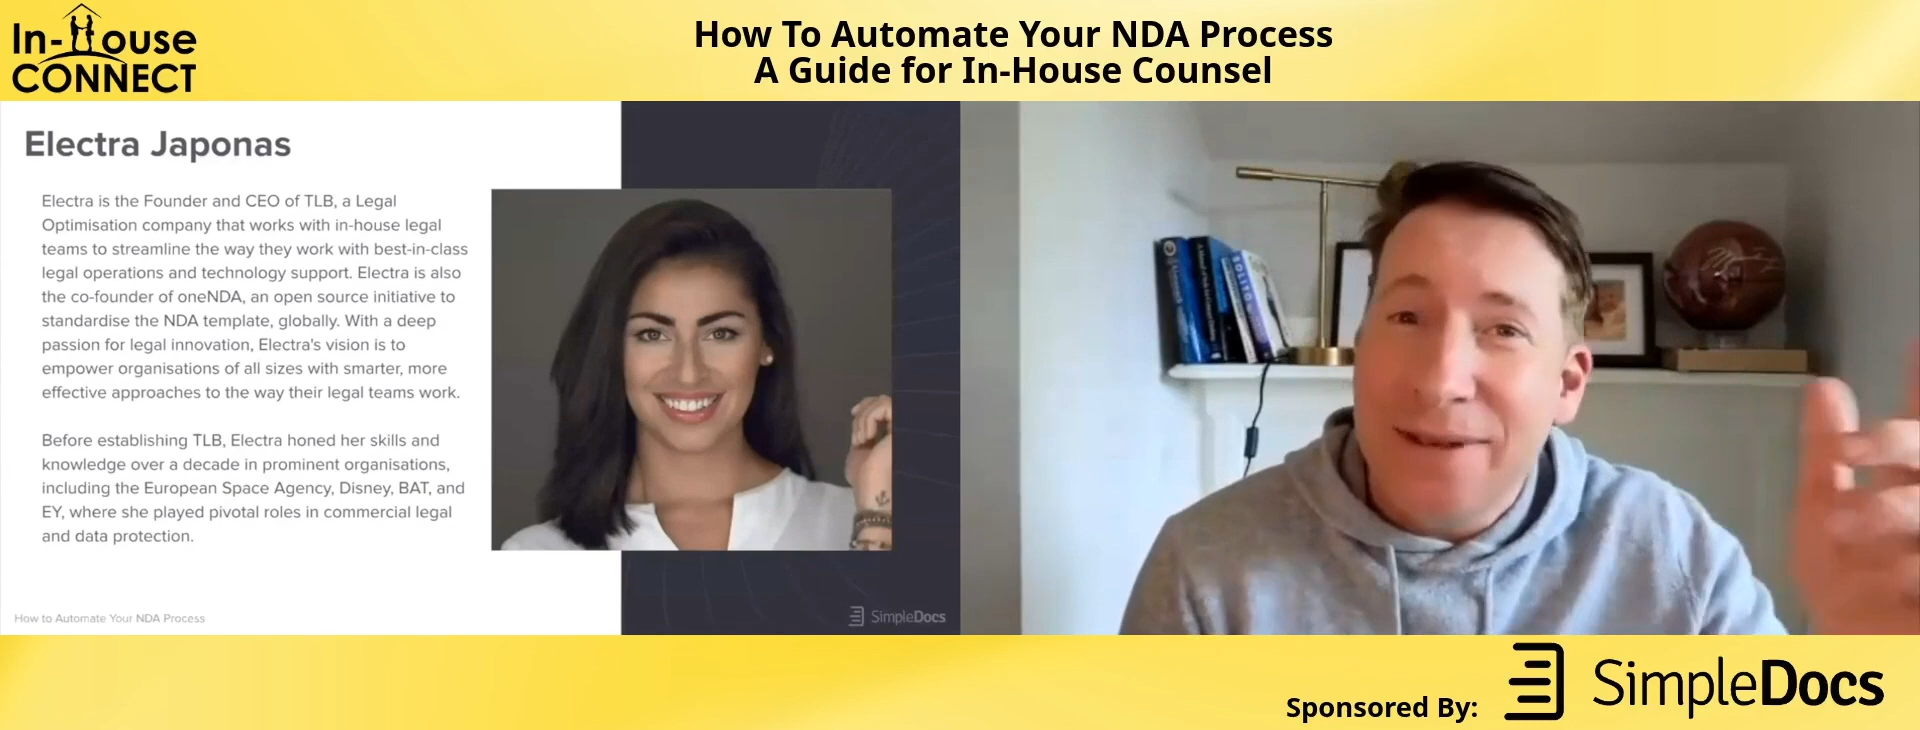 In-House
CONNECT
How To Automate Your NDA Process
A Guide for In-House Counsel
Electra Japonas
Electra is the Founder and CEO of TLB, a Legal
Optimisation company that works with in-house legal
teams to streamline the way they work with best-in-class
legal operations and technology support. Electra is also
the co-founder of oneNDA, an open source initiative to
standardise the NDA template, globally. With a deep
passion for legal innovation, Electra's vision is to
empower organisations of all sizes with smarter, more
effective approaches to the way their legal teams work.
Before establishing TLB, Electra honed her skills and
knowledge over a decade in prominent organisations,
including the European Space Agency, Disney, BAT, and
EY, where she played pivotal roles in commercial legal
and data protection.
How to Automate Your NDA Process
SimpleDocs
Sponsored By:
SimpleDocs